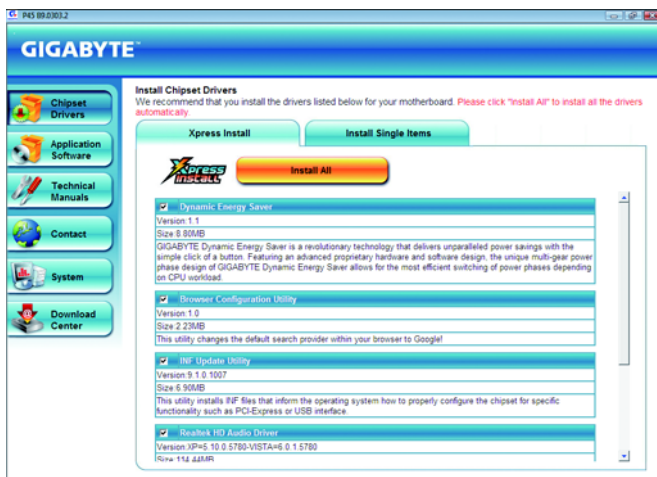 P45 B9.0303.2
GIGABYTE™
Chipset
Drivers
Application
Software
Technical
Manuals
Contact
System
Download
Center
Install Chipset Drivers
We recommend that you install the drivers listed below for your motherboard. Please click "Install All" to install all the drivers
automatically.
Xpress Install
Install Single Items
Xpress
INSTALL
Install All
Dynamic Energy Saver
Version:1.1
Size:8.80MB
GIGABYTE Dynamic Energy Saver is a revolutionary technology that delivers unparalleled power savings with the
simple click of a button. Featuring an advanced proprietary hardware and software design, the unique multi-gear power
phase design of GIGABYTE Dynamic Energy Saver allows for the most efficient switching of power phases depending
on CPU workload.
Browser Configuration Utility
Version:1.0
Size:2.23MB
This utility changes the default search provider within your browser to Google!
INF Update Utility
Version:9.1.0.1007
Size:6.90MB
This utility installs INF files that inform the operating system how to properly configure the chipset for specific
functionality such as PCI-Express or USB interface.
Realtek HD Audio Driver
Version:XP=5.10.0.5780-VISTA=6.0.1.5780
Size:114.44MB